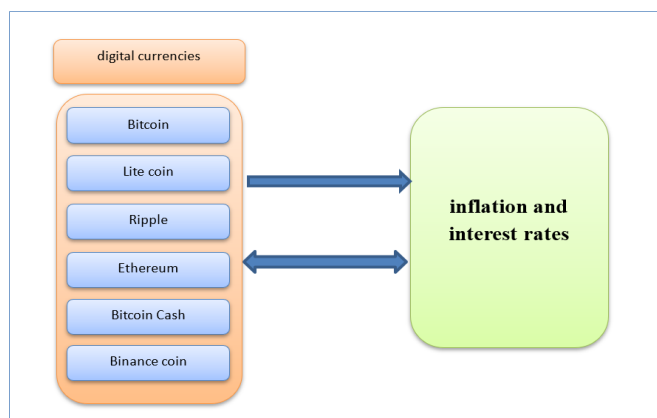 digital currencies
Bitcoin
Lite coin
Ripple
Ethereum
Bitcoin Cash
Binance coin
inflation and
interest rates